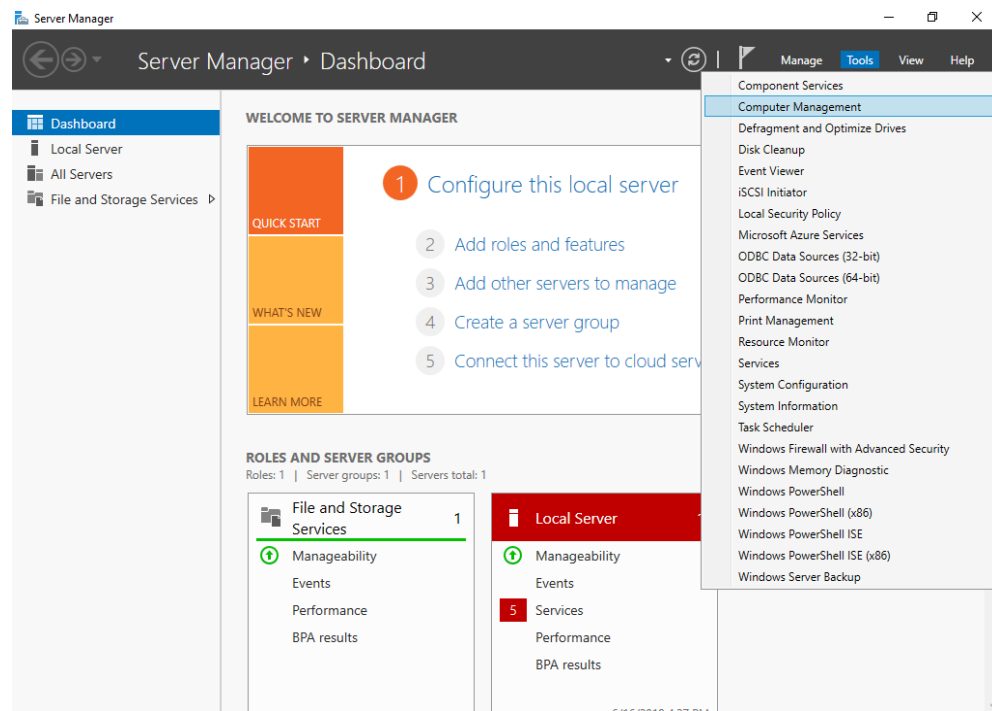 Server Manager
Server Manager ‣ Dashboard
Manage Tools View Help
Dashboard
Local Server
All Servers
File and Storage Services
WELCOME TO SERVER MANAGER
QUICK START
WHAT'S NEW
LEARN MORE
1 Configure this local server
2 Add roles and features
3 Add other servers to manage
4 Create a server group
5 Connect this server to cloud serv
ROLES AND SERVER GROUPS
Roles: 1 | Server groups: 1 | Servers total: 1
File and Storage
Services 1
Manageability
Events
Performance
BPA results
Local Server
Manageability
Events
5 Services
Performance
BPA results
Component Services
Computer Management
Defragment and Optimize Drives
Disk Cleanup
Event Viewer
iSCSI Initiator
Local Security Policy
Microsoft Azure Services
ODBC Data Sources (32-bit)
ODBC Data Sources (64-bit)
Performance Monitor
Print Management
Resource Monitor
Services
System Configuration
System Information
Task Scheduler
Windows Firewall with Advanced Security
Windows Memory Diagnostic
Windows PowerShell
Windows PowerShell (x86)
Windows PowerShell ISE
Windows PowerShell ISE (x86)
Windows Server Backup